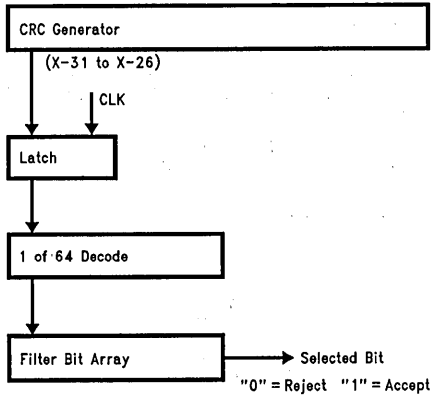 CRC Generator
(X-31 to X-26)
CLK
Latch
1 of 64 Decode
Filter Bit Array
Selected Bit
"0" = Reject "1" = Accept